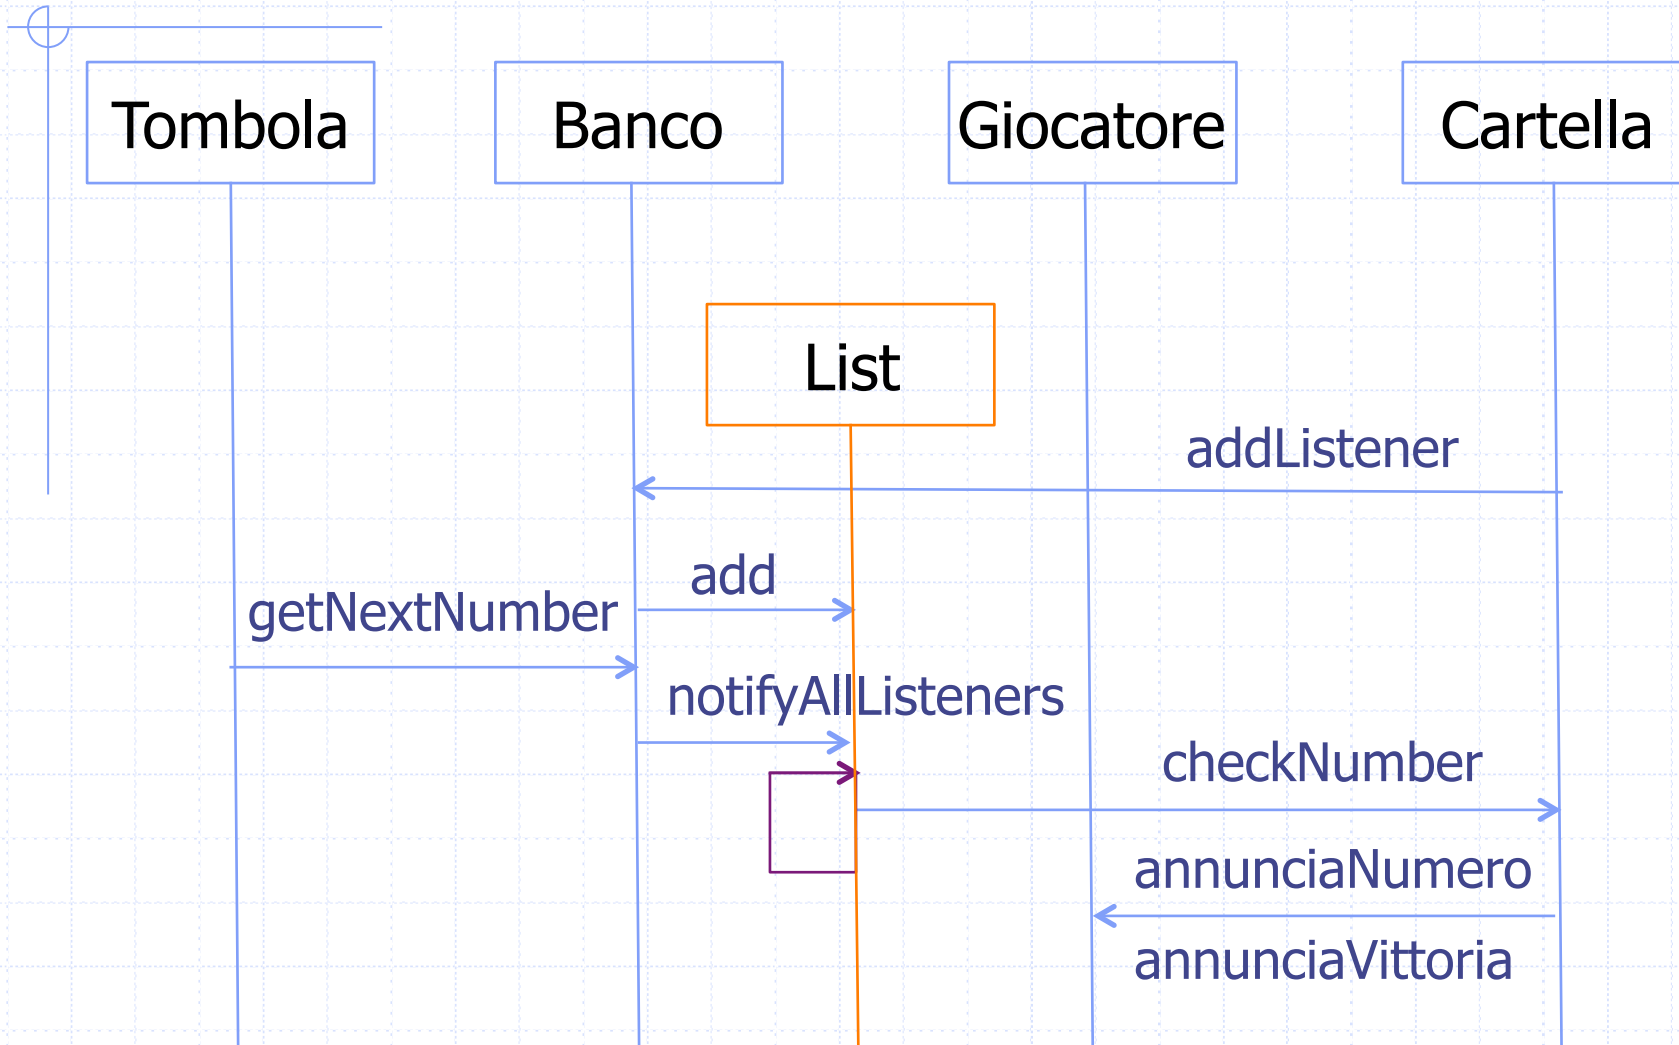 Tombola
Banco
Giocatore
Cartella
List
addListener
add
getNextNumber
notifyAllListeners
checkNumber
annunciaNumero
annunciaVittoria